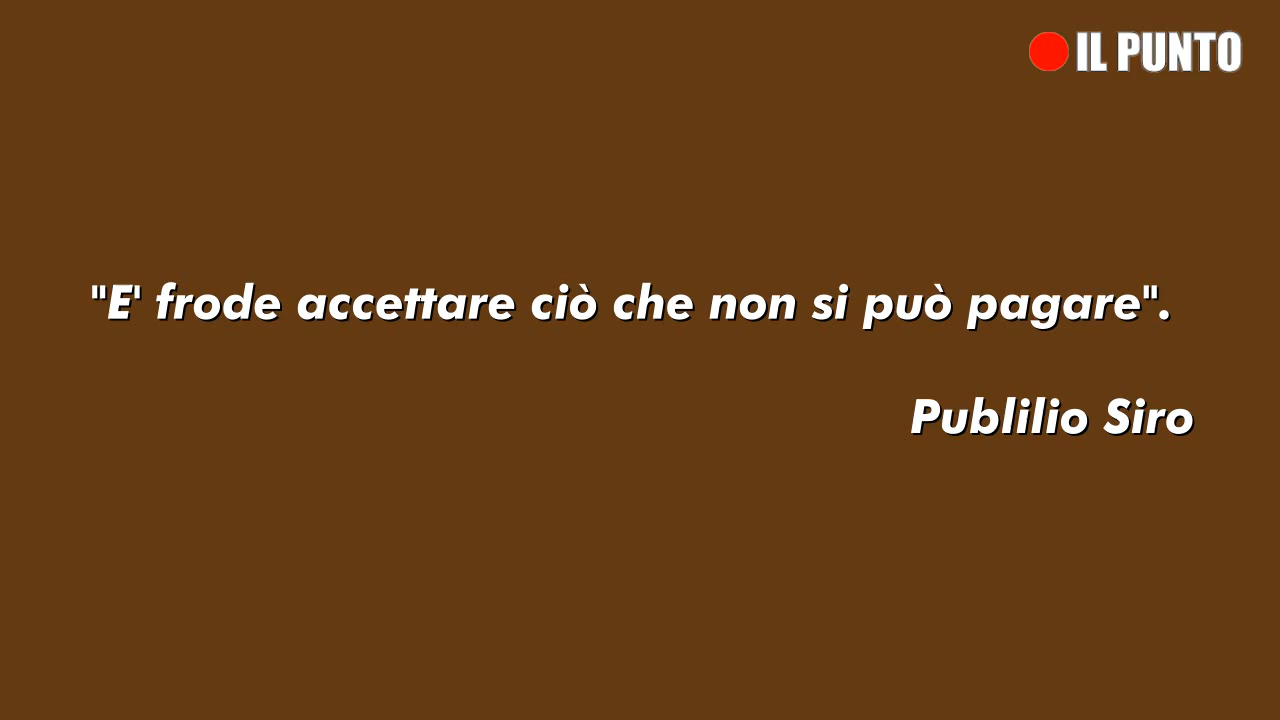 IL PUNTO
"E' frode accettare ciò che non si può pagare".
Publilio Siro